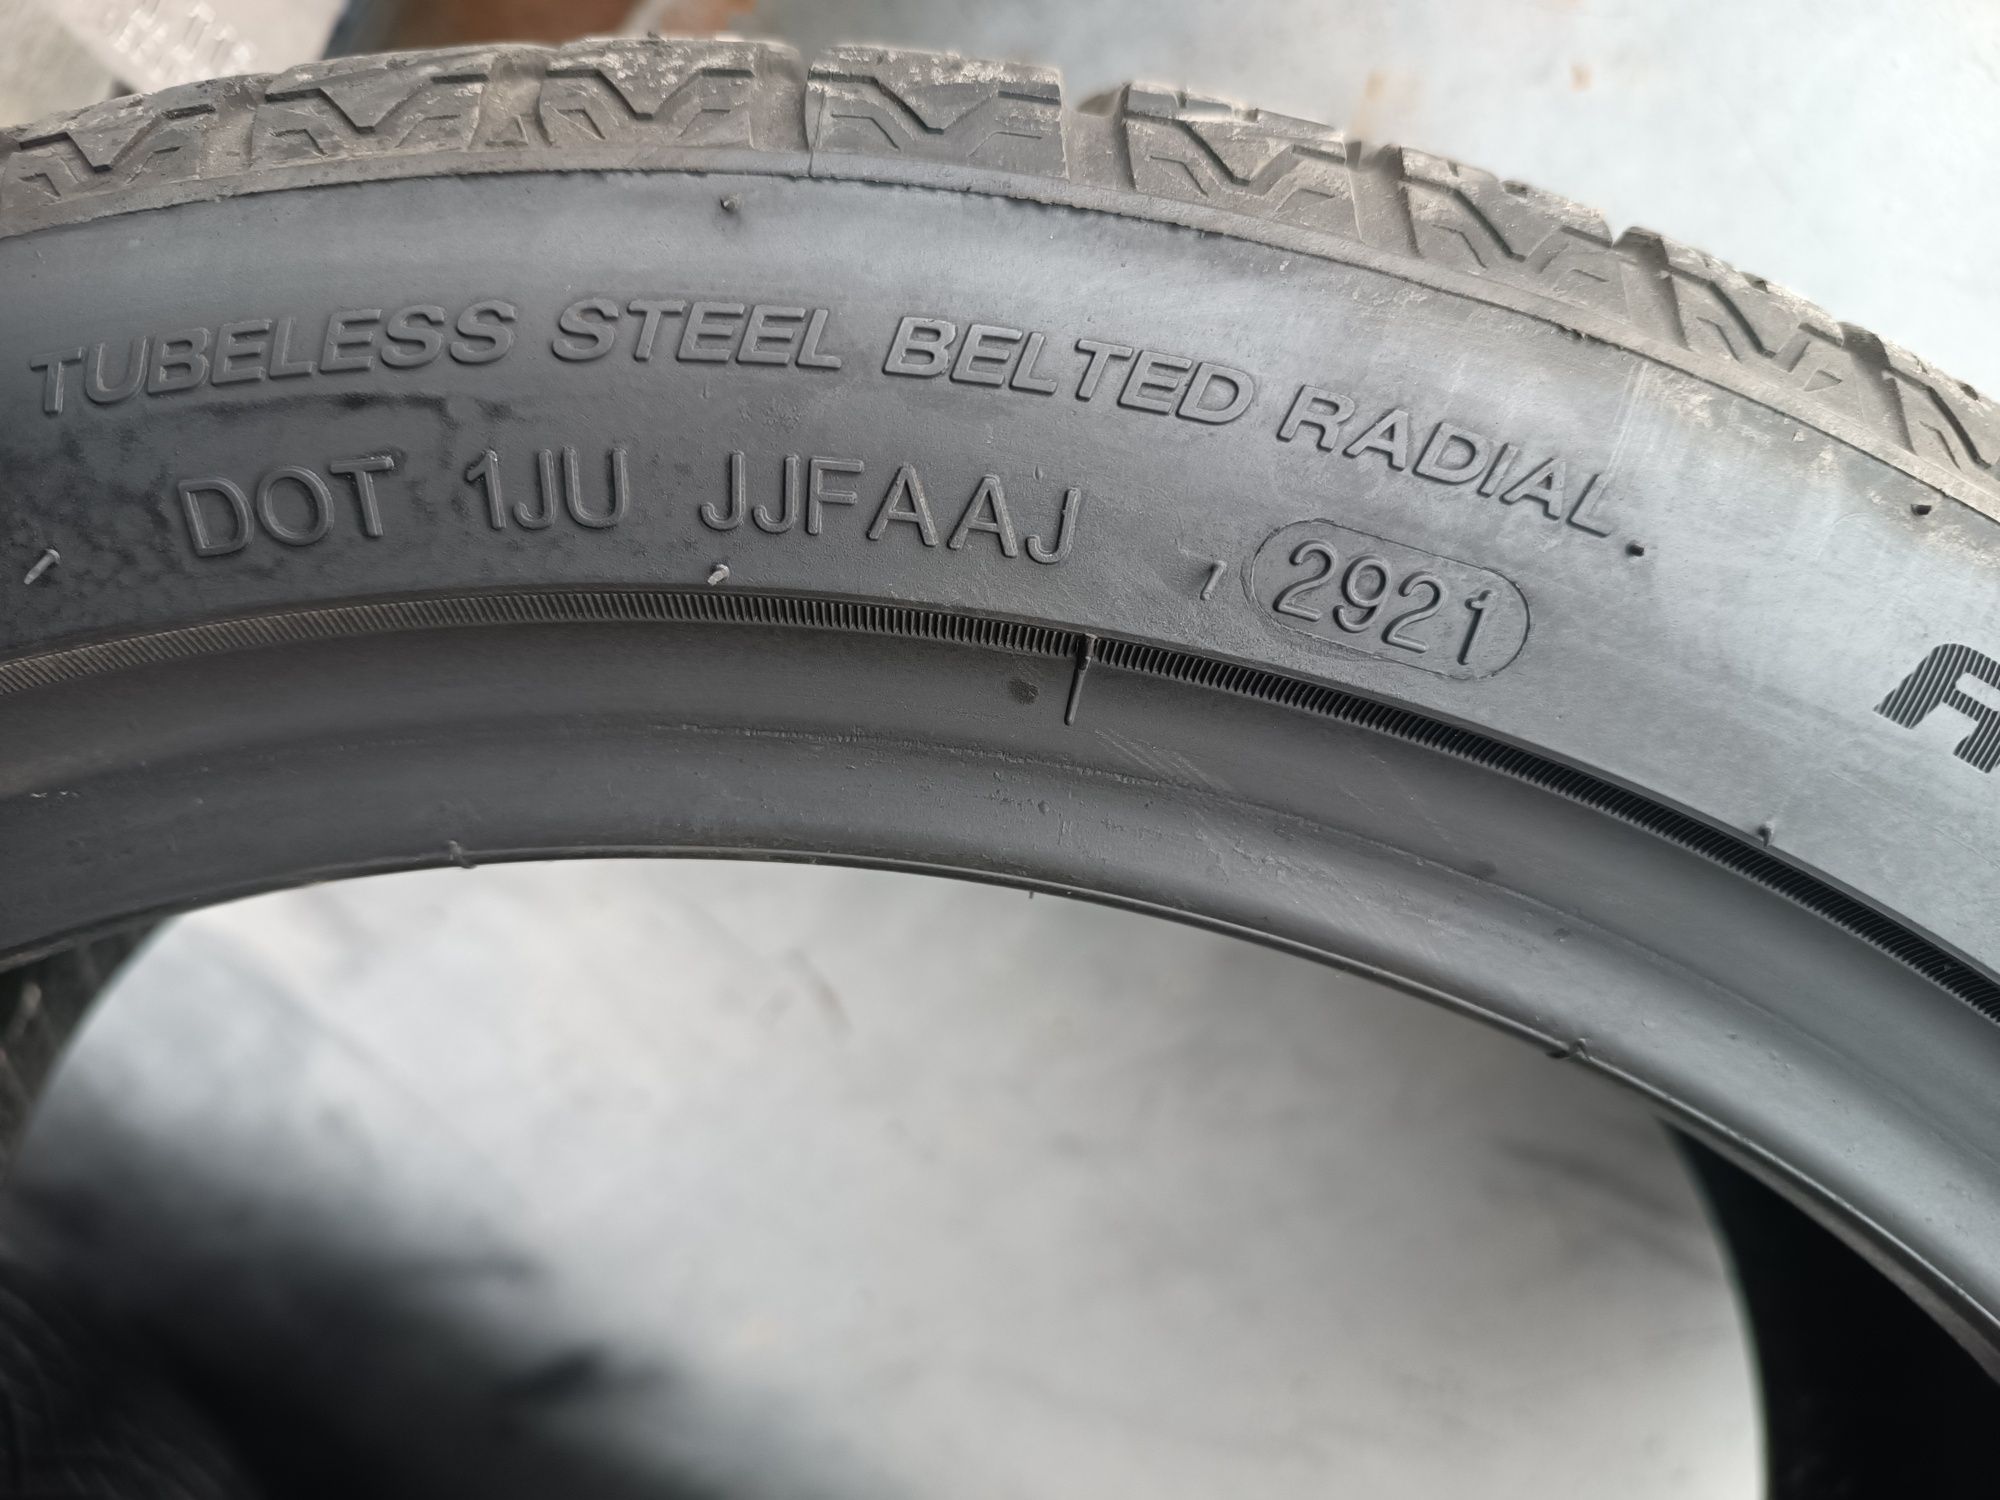 TUBELESS STEEL BELTED RADIAL.
DOT 1JU JJFAAJ 2921